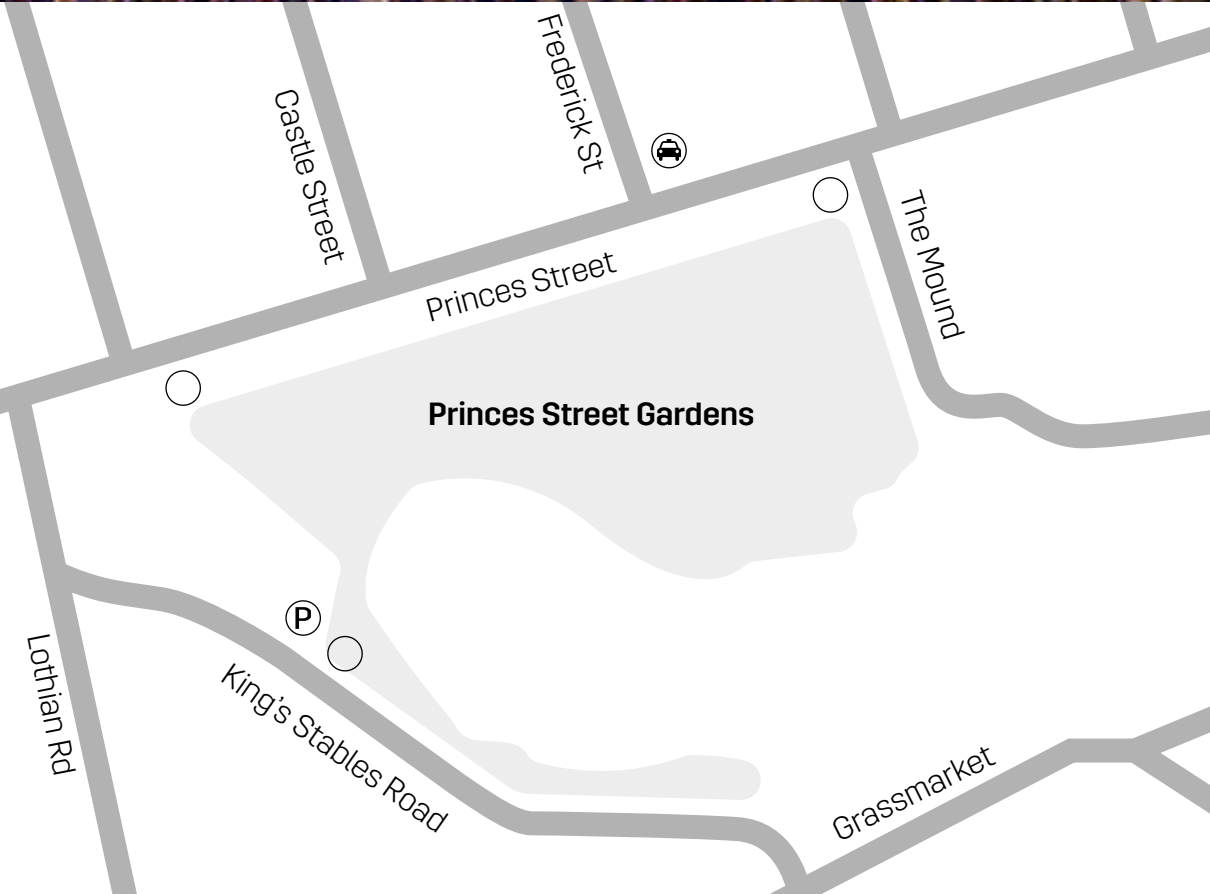 Frederick St
Castle Street
The Mound
Princes Street
Princes Street Gardens
P
Lothian Rd
King’s Stables Road
Grassmarket